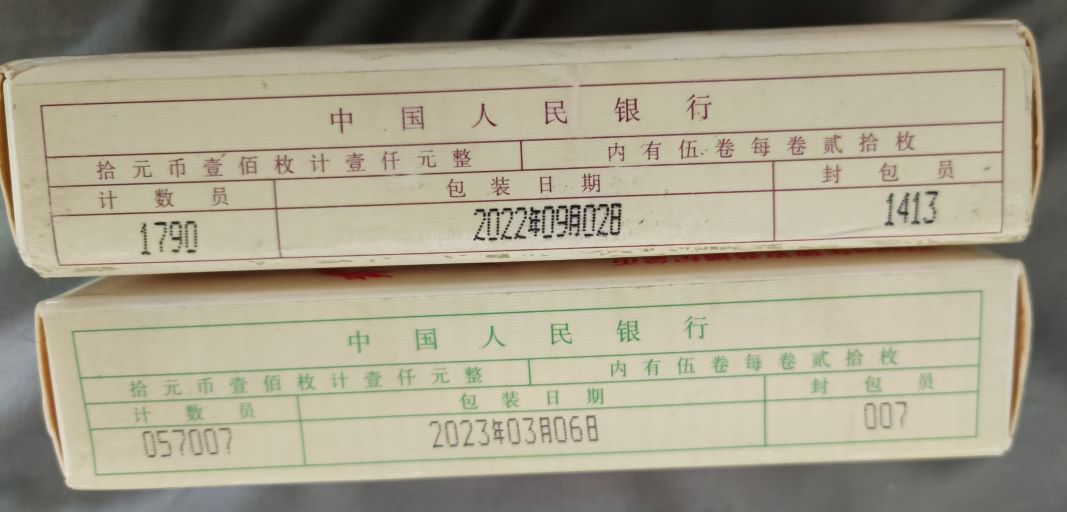 中国人民银行
拾元币壹佰枚计壹仟元整 内有伍卷每卷贰拾枚
计数员 包装日期 封包员
1790 2022年09月028 1413
中国人民银行
拾元币壹佰枚计壹仟元整 内有伍卷每卷贰拾枚
计数员 包装日期 封包员
057007 2023年03月06日 007